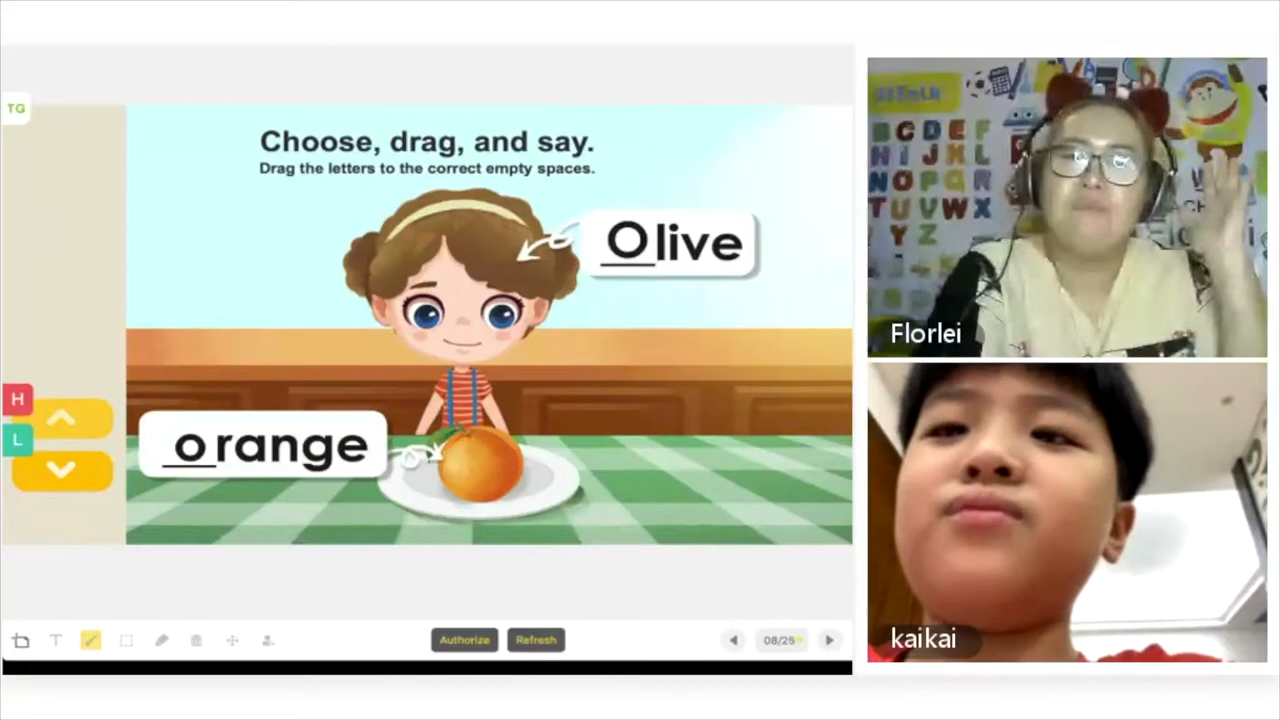 TG
Choose, drag, and say.
Drag the letters to the correct empty spaces.
Olive
orange
H
L
T
Authorize
Refresh
08/25
51Talk
B C D E F
H I J K L
N O P Q R
T U V W X
Y Z
Florlei
kaikai